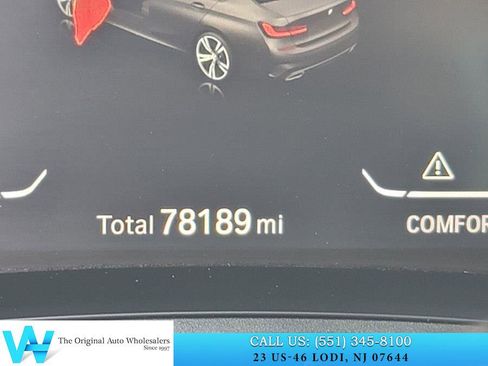 Total 78189 mi
COMFOR
The Original Auto Wholesalers
Since 1997
CALL US: (551) 345-8100
23 US-46 LODI, NJ 07644